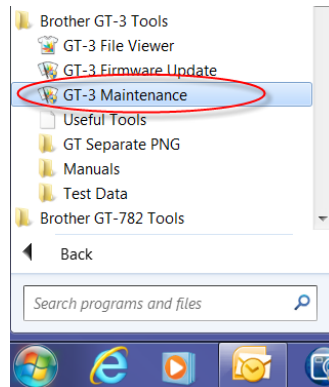 Brother GT-3 Tools
GT-3 File Viewer
GT-3 Firmware Update
GT-3 Maintenance
Useful Tools
GT Separate PNG
Manuals
Test Data
Brother GT-782 Tools
Back
Search programs and files